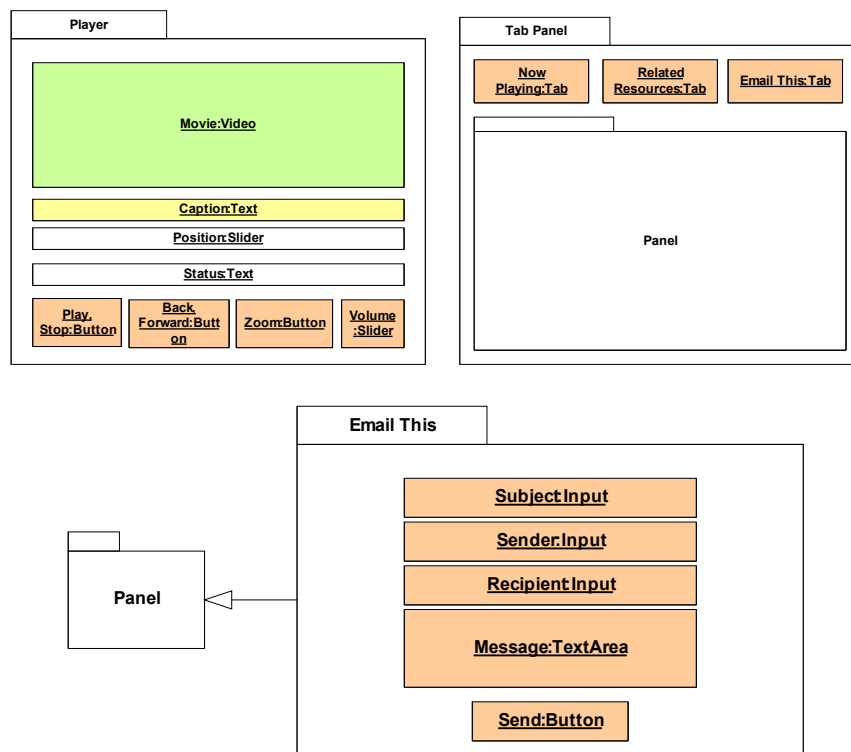 Player
Movie:Video
Caption:Text
Position:Slider
Status:Text
Play,
Stop:Button
Back,
Forward:Butt
on
Zoom:Button
Volume
:Slider
Tab Panel
Now
Playing:Tab
Related
Resources:Tab
Email This:Tab
Panel
Email This
Subject:Input
Sender:Input
Recipient:Input
Message:TextArea
Send:Button
Panel